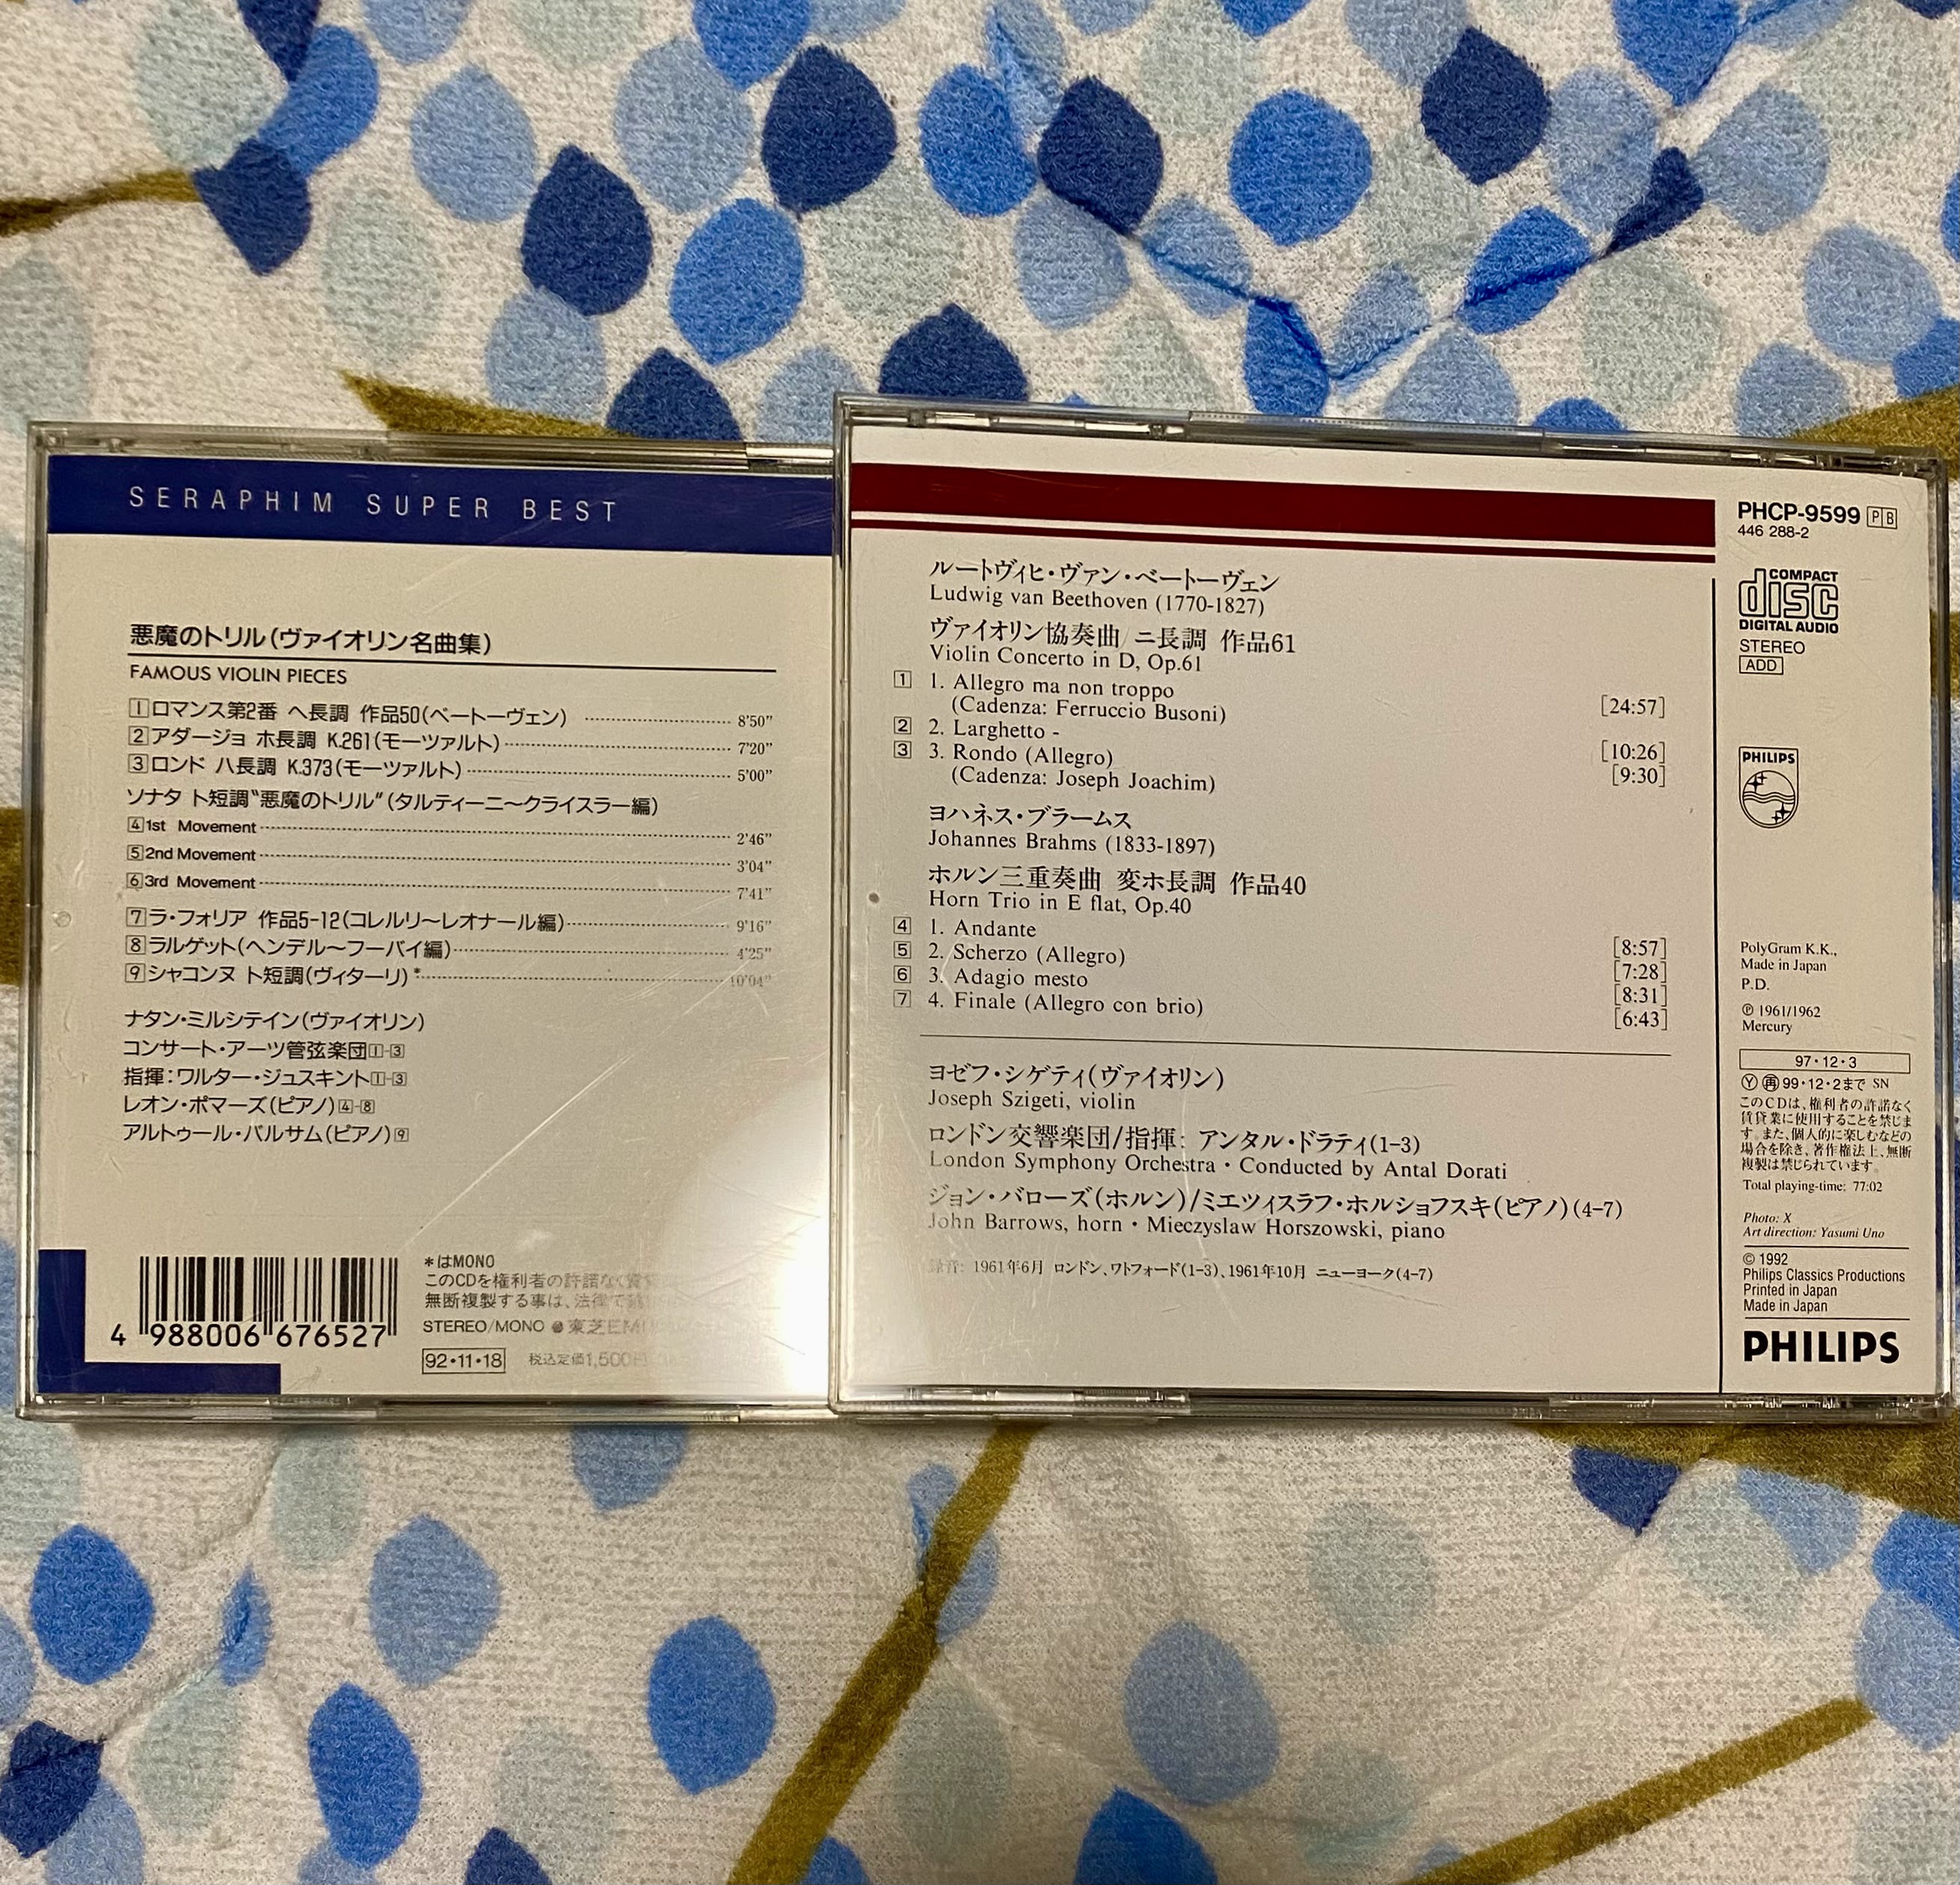 SERAPHIM SUPER BEST
悪魔のトリル(ヴァイオリン名曲集)
FAMOUS VIOLIN PIECES
1 ロマンス第2番 ヘ長調 作品50(ベートーヴェン) 8'50"
2 アダージョ ホ長調 K.261(モーツァルト) 7'20"
3 ロンド ハ長調 K.373(モーツァルト) 5'00"
ソナタ ト短調"悪魔のトリル"(タルティーニ〜クライスラー編)
4 1st Movement 2'46"
5 2nd Movement 3'04"
6 3rd Movement 7'41"
7 ラ・フォリア 作品5-12(コレルリ〜レオナール編) 9'16"
8 ラルゲット(ヘンデル〜フーバイ編) 4'25"
9 シャコンヌ ト短調(ヴィターリ)* 10'04"
ナタン・ミルシテイン(ヴァイオリン)
コンサート・アーツ管弦楽団1-3
指揮:ワルター・ジュスキント1-3
レオン・ポマーズ(ピアノ)4-8
アルトゥール・バルサム(ピアノ)9
4 988006 676527
*はMONO
このCDを権利者の許諾なく賃
無断複製する事は、法律で
STEREO/MONO 東芝EM
92・11・18 税込定価1,500円
ルートヴィヒ・ヴァン・ベートーヴェン
Ludwig van Beethoven (1770-1827)
ヴァイオリン協奏曲 ニ長調 作品61
Violin Concerto in D, Op.61
1 1. Allegro ma non troppo
(Cadenza: Ferruccio Busoni) [24:57]
2 2. Larghetto - [10:26]
3 3. Rondo (Allegro)
(Cadenza: Joseph Joachim) [9:30]
ヨハネス・ブラームス
Johannes Brahms (1833-1897)
ホルン三重奏曲 変ホ長調 作品40
Horn Trio in E flat, Op.40
4 1. Andante [8:57]
5 2. Scherzo (Allegro) [7:28]
6 3. Adagio mesto [8:31]
7 4. Finale (Allegro con brio) [6:43]
ヨゼフ・シゲティ(ヴァイオリン)
Joseph Szigeti, violin
ロンドン交響楽団/指揮: アンタル・ドラティ(1-3)
London Symphony Orchestra・Conducted by Antal Dorati
ジョン・バローズ(ホルン)/ミエツィスラフ・ホルショフスキ(ピアノ)(4-7)
John Barrows, horn・Mieczyslaw Horszowski, piano
録音: 1961年6月 ロンドン、ワトフォード(1-3)、1961年10月 ニューヨーク(4-7)
PHCP-9599 PB
446 288-2
COMPACT
disc
DIGITAL AUDIO
STEREO
ADD
PHILIPS
PolyGram K.K.,
Made in Japan
P.D.
℗ 1961/1962
Mercury
97・12・3
Ⓨ 再 99・12・2まで SN
このCDは、権利者の許諾なく
賃貸業に使用することを禁じま
す。また、個人的に楽しむなどの
場合を除き、著作権法上、無断
複製は禁じられています。
Total playing-time: 77:02
Photo: X
Art direction: Yasumi Uno
© 1992
Philips Classics Productions
Printed in Japan
Made in Japan
PHILIPS